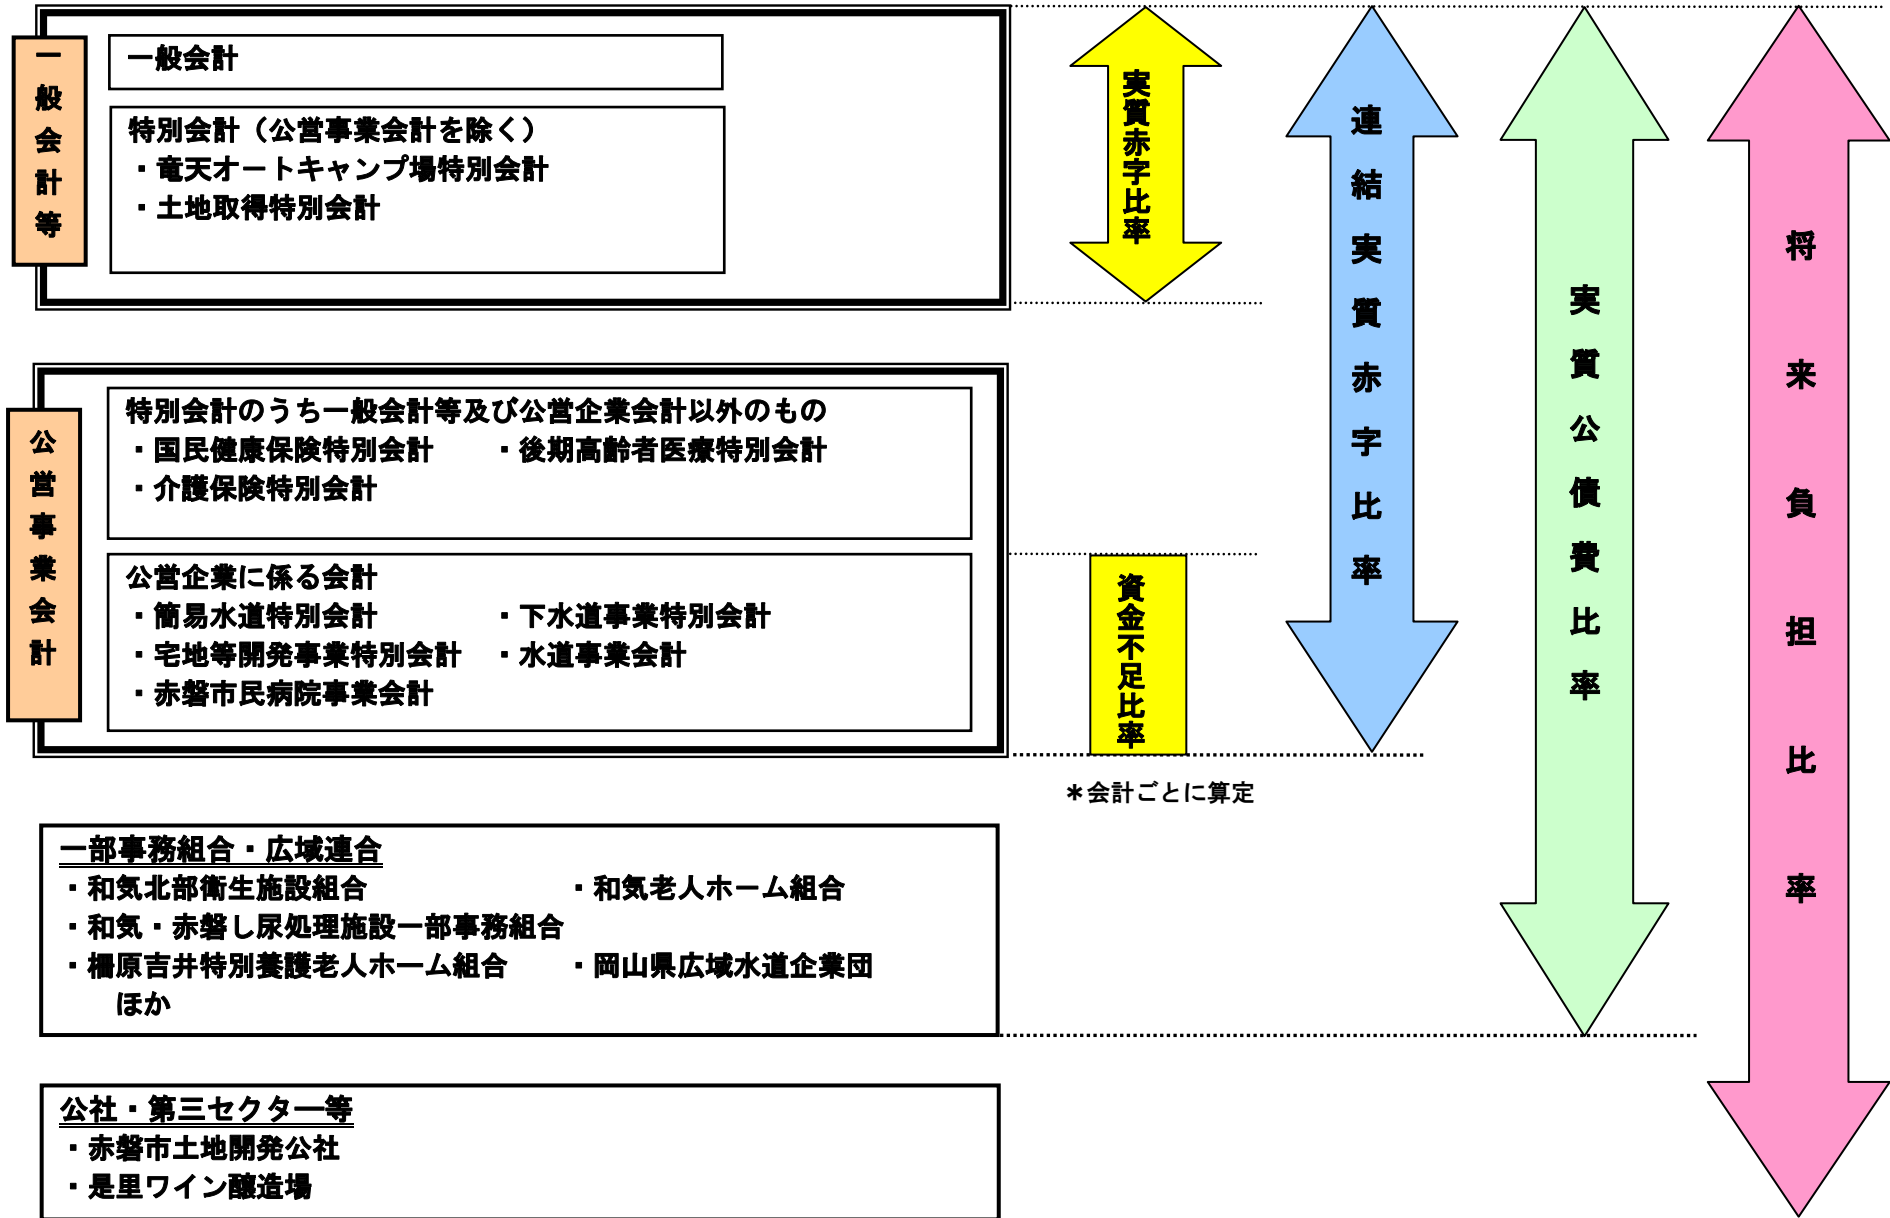 一般会計等
一般会計
特別会計（公営事業会計を除く）
・竜天オートキャンプ場特別会計
・土地取得特別会計
実質赤字比率
連結実質赤字比率
実質公債費比率
将来負担比率
公営事業会計
特別会計のうち一般会計等及び公営企業会計以外のもの
・国民健康保険特別会計　・後期高齢者医療特別会計
・介護保険特別会計
公営企業に係る会計
・簡易水道特別会計　・下水道事業特別会計
・宅地等開発事業特別会計　・水道事業会計
・赤磐市民病院事業会計
資金不足比率
＊会計ごとに算定
一部事務組合・広域連合
・和気北部衛生施設組合　・和気老人ホーム組合
・和気・赤磐し尿処理施設一部事務組合
・柵原吉井特別養護老人ホーム組合　・岡山県広域水道企業団
ほか
公社・第三セクター等
・赤磐市土地開発公社
・是里ワイン醸造場